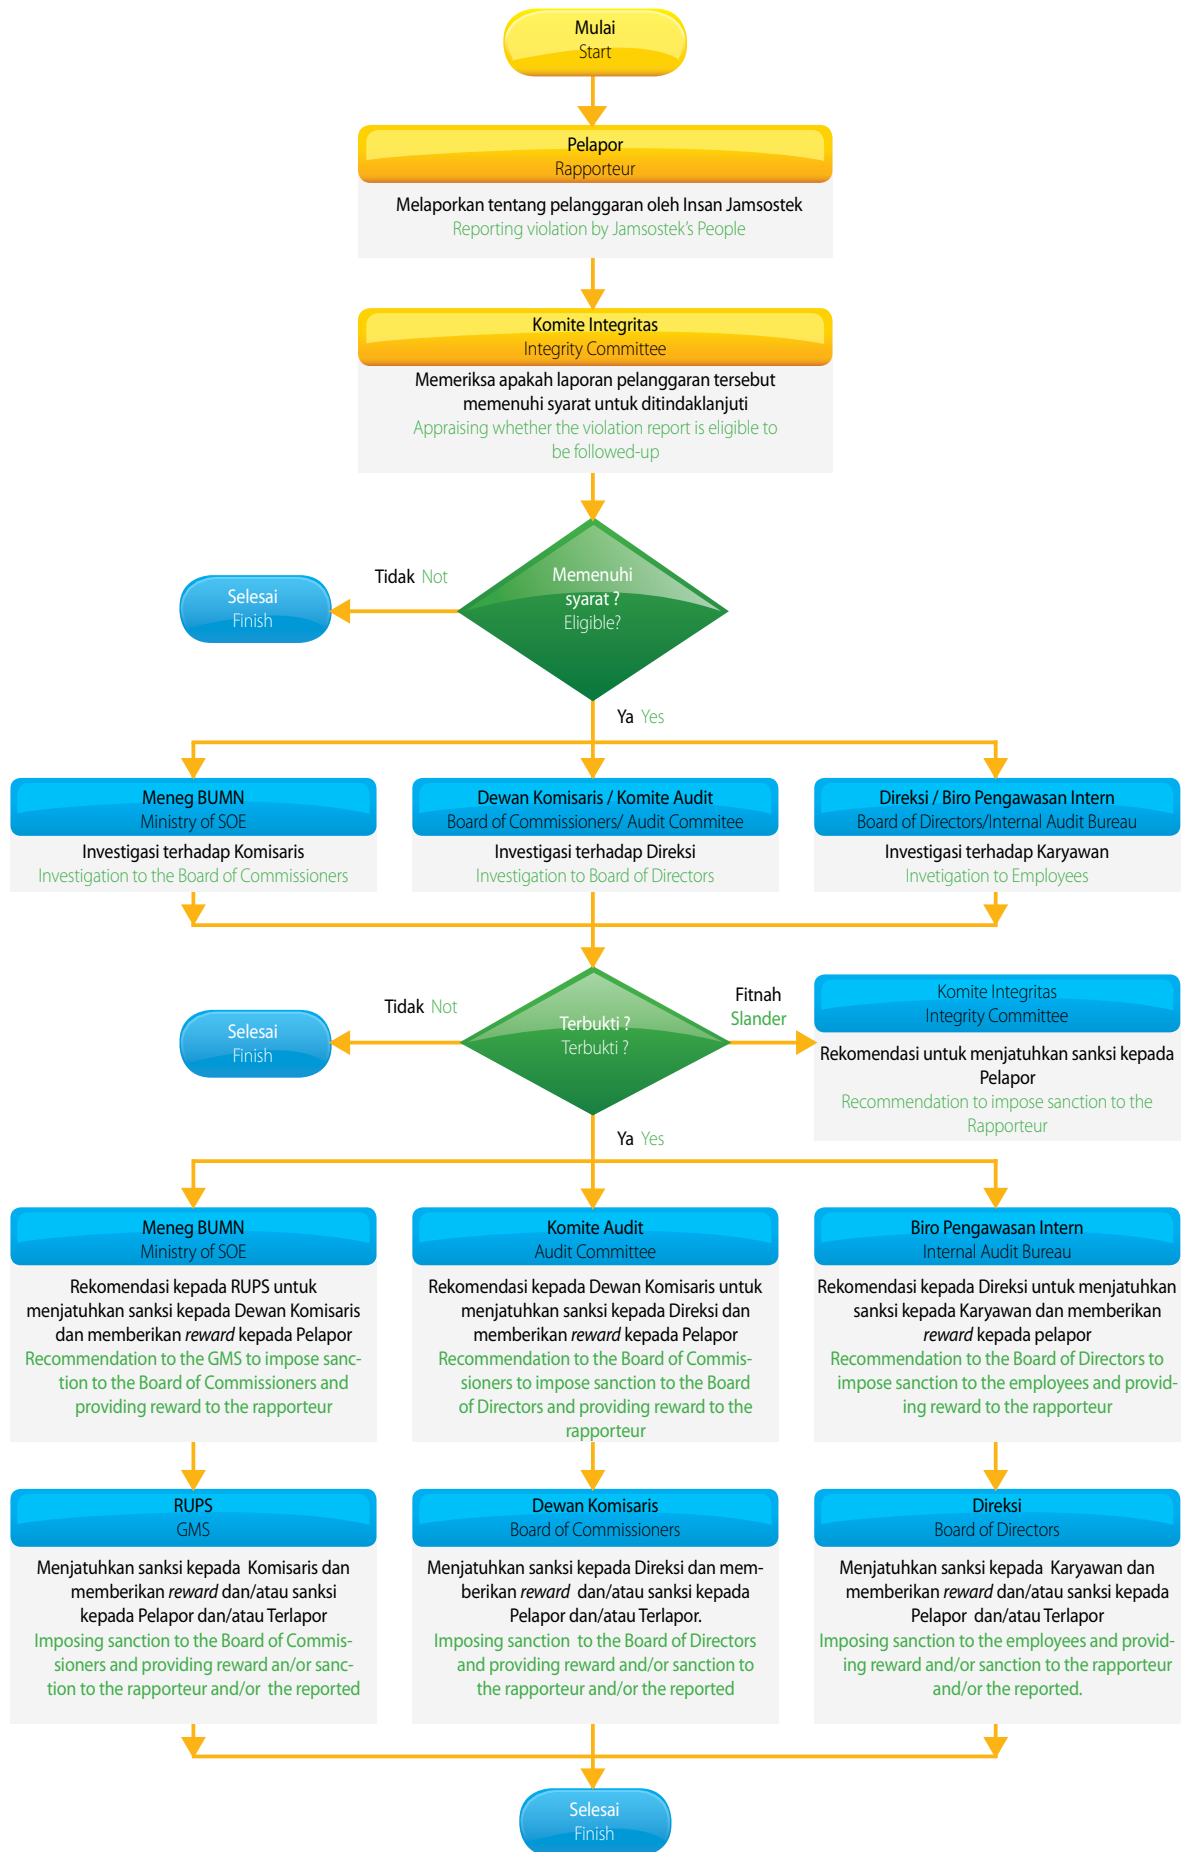 Mulai
Start
Pelapor
Rapporteur
Melaporkan tentang pelanggaran oleh Insan Jamsostek
Reporting violation by Jamsostek's People
Komite Integritas
Integrity Committee
Memeriksa apakah laporan pelanggaran tersebut
memenuhi syarat untuk ditindaklanjuti
Appraising whether the violation report is eligible to
be followed-up
Memenuhi
syarat ?
Eligible?
Tidak Not
Selesai
Finish
Ya Yes
Meneg BUMN
Ministry of SOE
Investigasi terhadap Komisaris
Investigation to the Board of Commissioners
Dewan Komisaris / Komite Audit
Board of Commissioners/ Audit Commitee
Investigasi terhadap Direksi
Investigation to Board of Directors
Direksi / Biro Pengawasan Intern
Board of Directors/Internal Audit Bureau
Investigasi terhadap Karyawan
Invetigation to Employees
Terbukti ?
Terbukti ?
Tidak Not
Selesai
Finish
Fitnah
Slander
Komite Integritas
Integrity Committee
Rekomendasi untuk menjatuhkan sanksi kepada
Pelapor
Recommendation to impose sanction to the
Rapporteur
Ya Yes
Meneg BUMN
Ministry of SOE
Rekomendasi kepada RUPS untuk
menjatuhkan sanksi kepada Dewan Komisaris
dan memberikan reward kepada Pelapor
Recommendation to the GMS to impose sanc-
tion to the Board of Commissioners and
providing reward to the rapporteur
Komite Audit
Audit Committee
Rekomendasi kepada Dewan Komisaris untuk
menjatuhkan sanksi kepada Direksi dan
memberikan reward kepada Pelapor
Recommendation to the Board of Commis-
sioners to impose sanction to the Board
of Directors and providing reward to the
rapporteur
Biro Pengawasan Intern
Internal Audit Bureau
Rekomendasi kepada Direksi untuk menjatuhkan
sanksi kepada Karyawan dan memberikan
reward kepada pelapor
Recommendation to the Board of Directors to
impose sanction to the employees and provid-
ing reward to the rapporteur
RUPS
GMS
Menjatuhkan sanksi kepada Komisaris dan
memberikan reward dan/atau sanksi
kepada Pelapor dan/atau Terlapor
Imposing sanction to the Board of Commis-
sioners and providing reward an/or sanc-
tion to the rapporteur and/or the reported
Dewan Komisaris
Board of Commissioners
Menjatuhkan sanksi kepada Direksi dan mem-
berikan reward dan/atau sanksi kepada
Pelapor dan/atau Terlapor.
Imposing sanction to the Board of Directors
and providing reward and/or sanction to
the rapporteur and/or the reported
Direksi
Board of Directors
Menjatuhkan sanksi kepada Karyawan dan
memberikan reward dan/atau sanksi kepada
Pelapor dan/atau Terlapor
Imposing sanction to the employees and provid-
ing reward and/or sanction to the rapporteur
and/or the reported.
Selesai
Finish